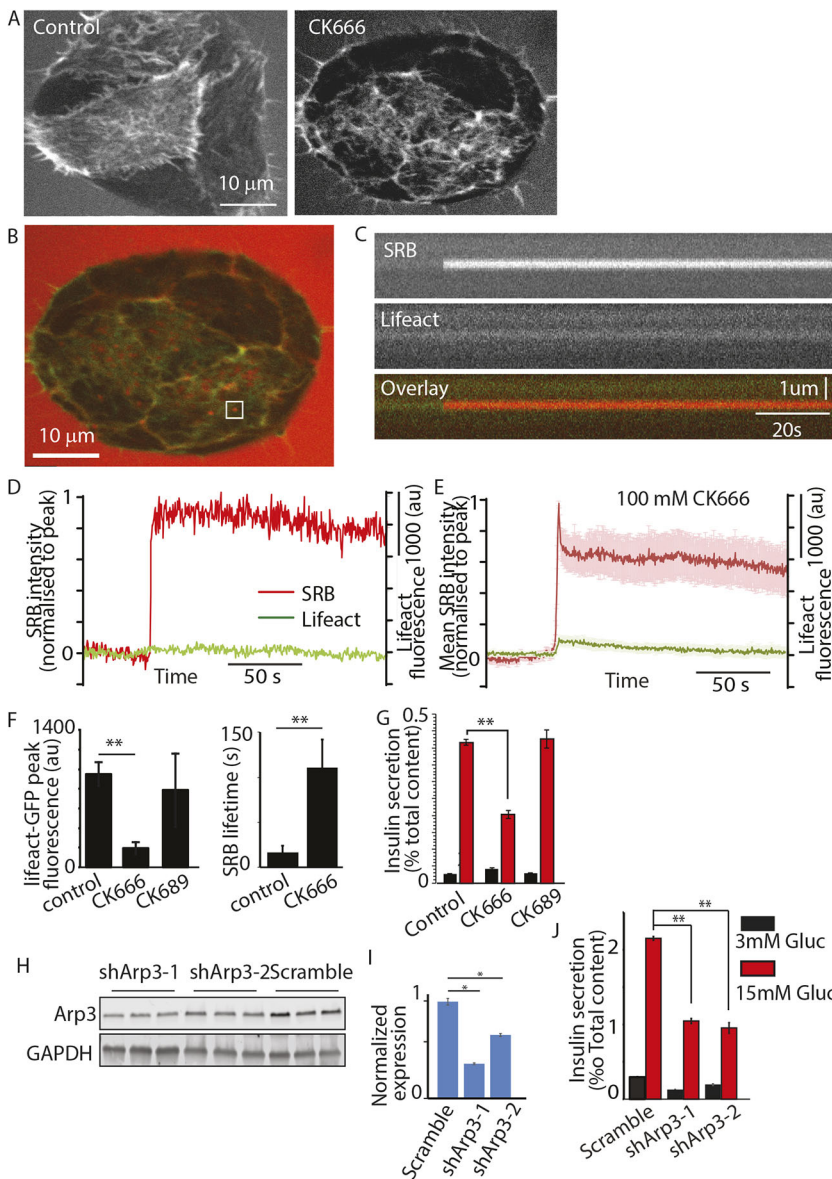 A
Control
CK666
10 μm
B
10 μm
C
SRB
Lifeact
Overlay
1um
20s
D
SRB intensity
(normalised to peak)
1
0
SRB
Lifeact
Time
50 s
1000 (au)
Lifeact
fluorescence
E
100 mM CK666
Mean SRB intensity
(normalised to peak)
1
0
Time
50 s
1000 (au)
Lifeact
fluorescence
F
lifeact-GFP peak
fluorescence (au)
1400
0
**
control
CK666
CK689
SRB lifetime (s)
150
0
**
control
CK666
G
Insulin secretion
(% total content)
0.5
0
**
Control
CK666
CK689
H
shArp3-1
shArp3-2
Scramble
Arp3
GAPDH
I
Normalized
expression
1
0
*
*
Scramble
shArp3-1
shArp3-2
J
Insulin secretion
(%o Total content)
2
1
0
**
**
3mM Gluc
15mM Gluc
Scramble
shArp3-1
shArp3-2